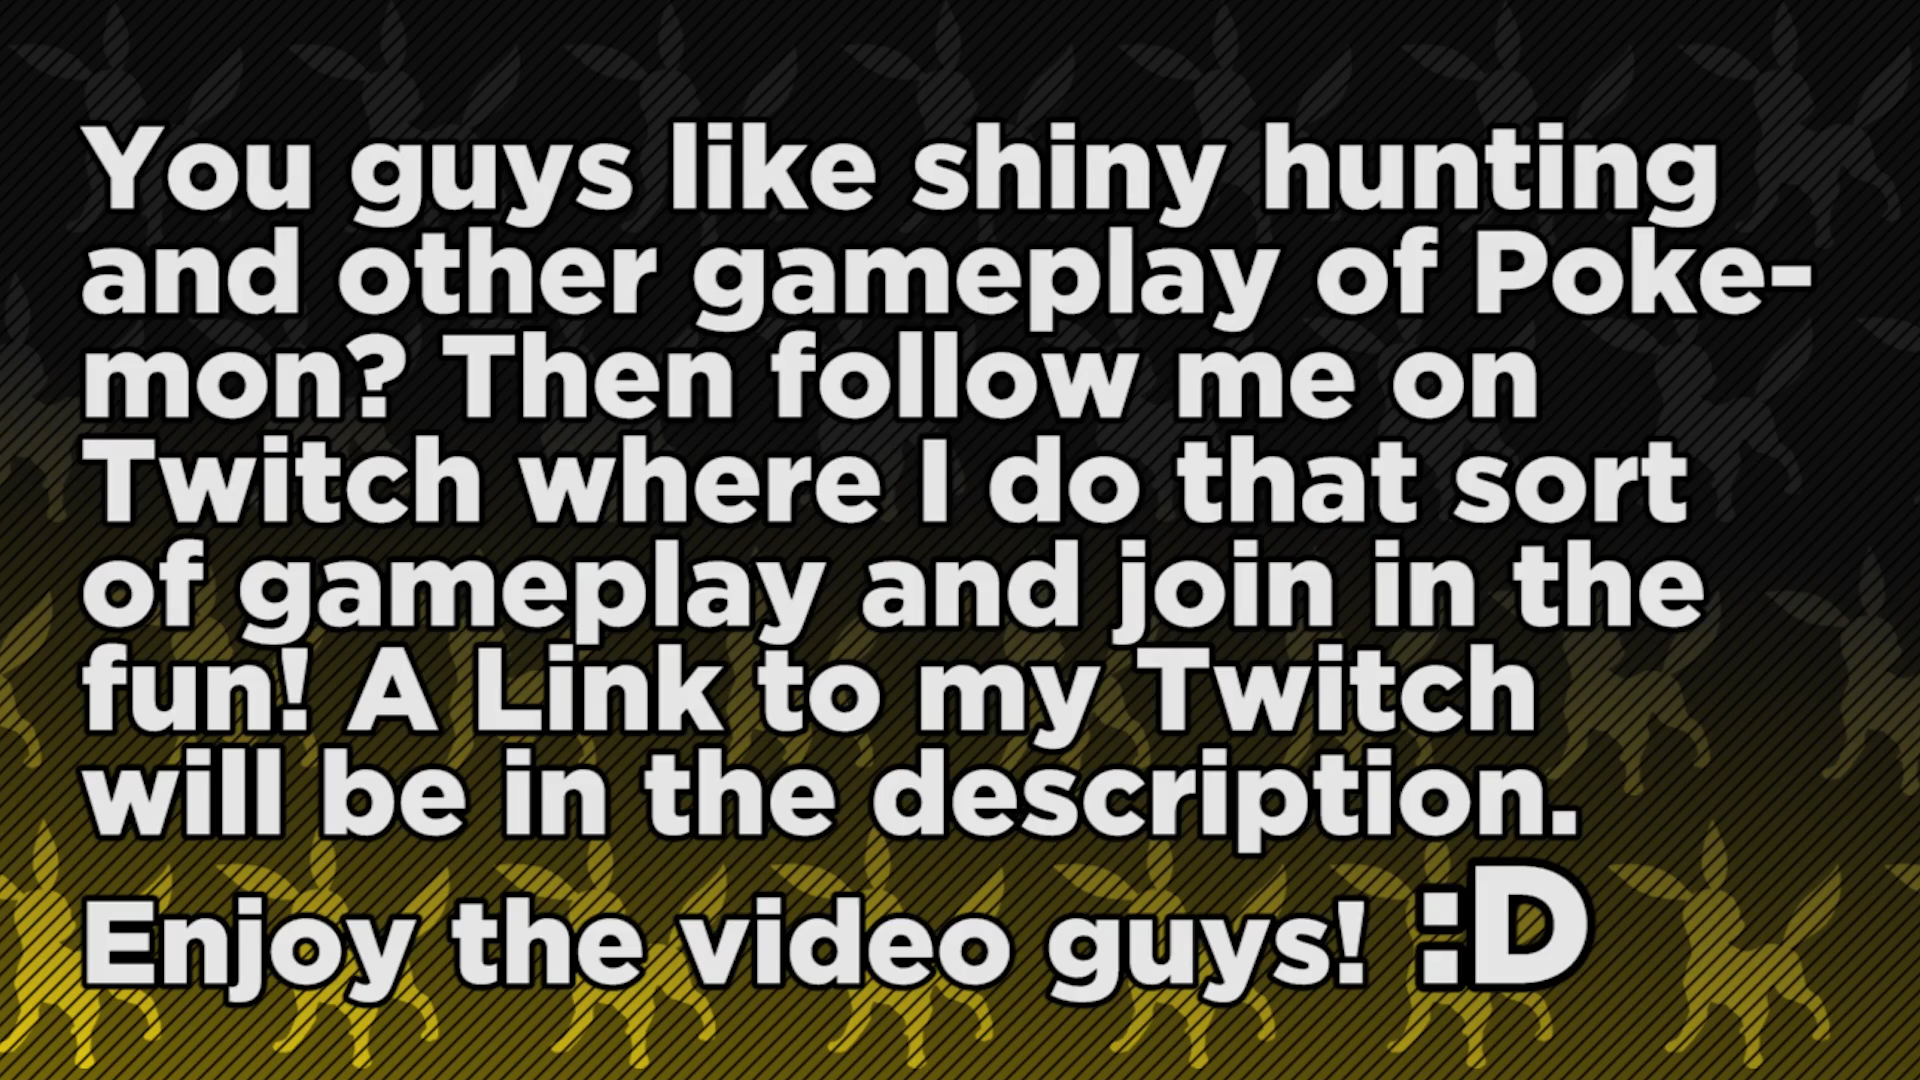 You guys like shiny hunting
and other gameplay of Poke-
mon? Then follow me on
Twitch where I do that sort
of gameplay and join in the
fun! A Link to my Twitch
will be in the description.
Enjoy the video guys! :D